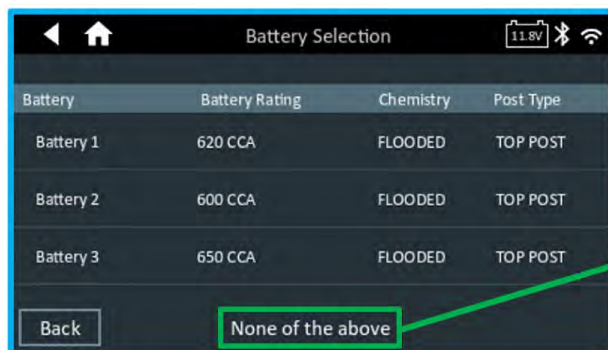 Battery Selection 11.8V
Battery Battery Rating Chemistry Post Type
Battery 1 620 CCA FLOODED TOP POST
Battery 2 600 CCA FLOODED TOP POST
Battery 3 650 CCA FLOODED TOP POST
Back None of the above